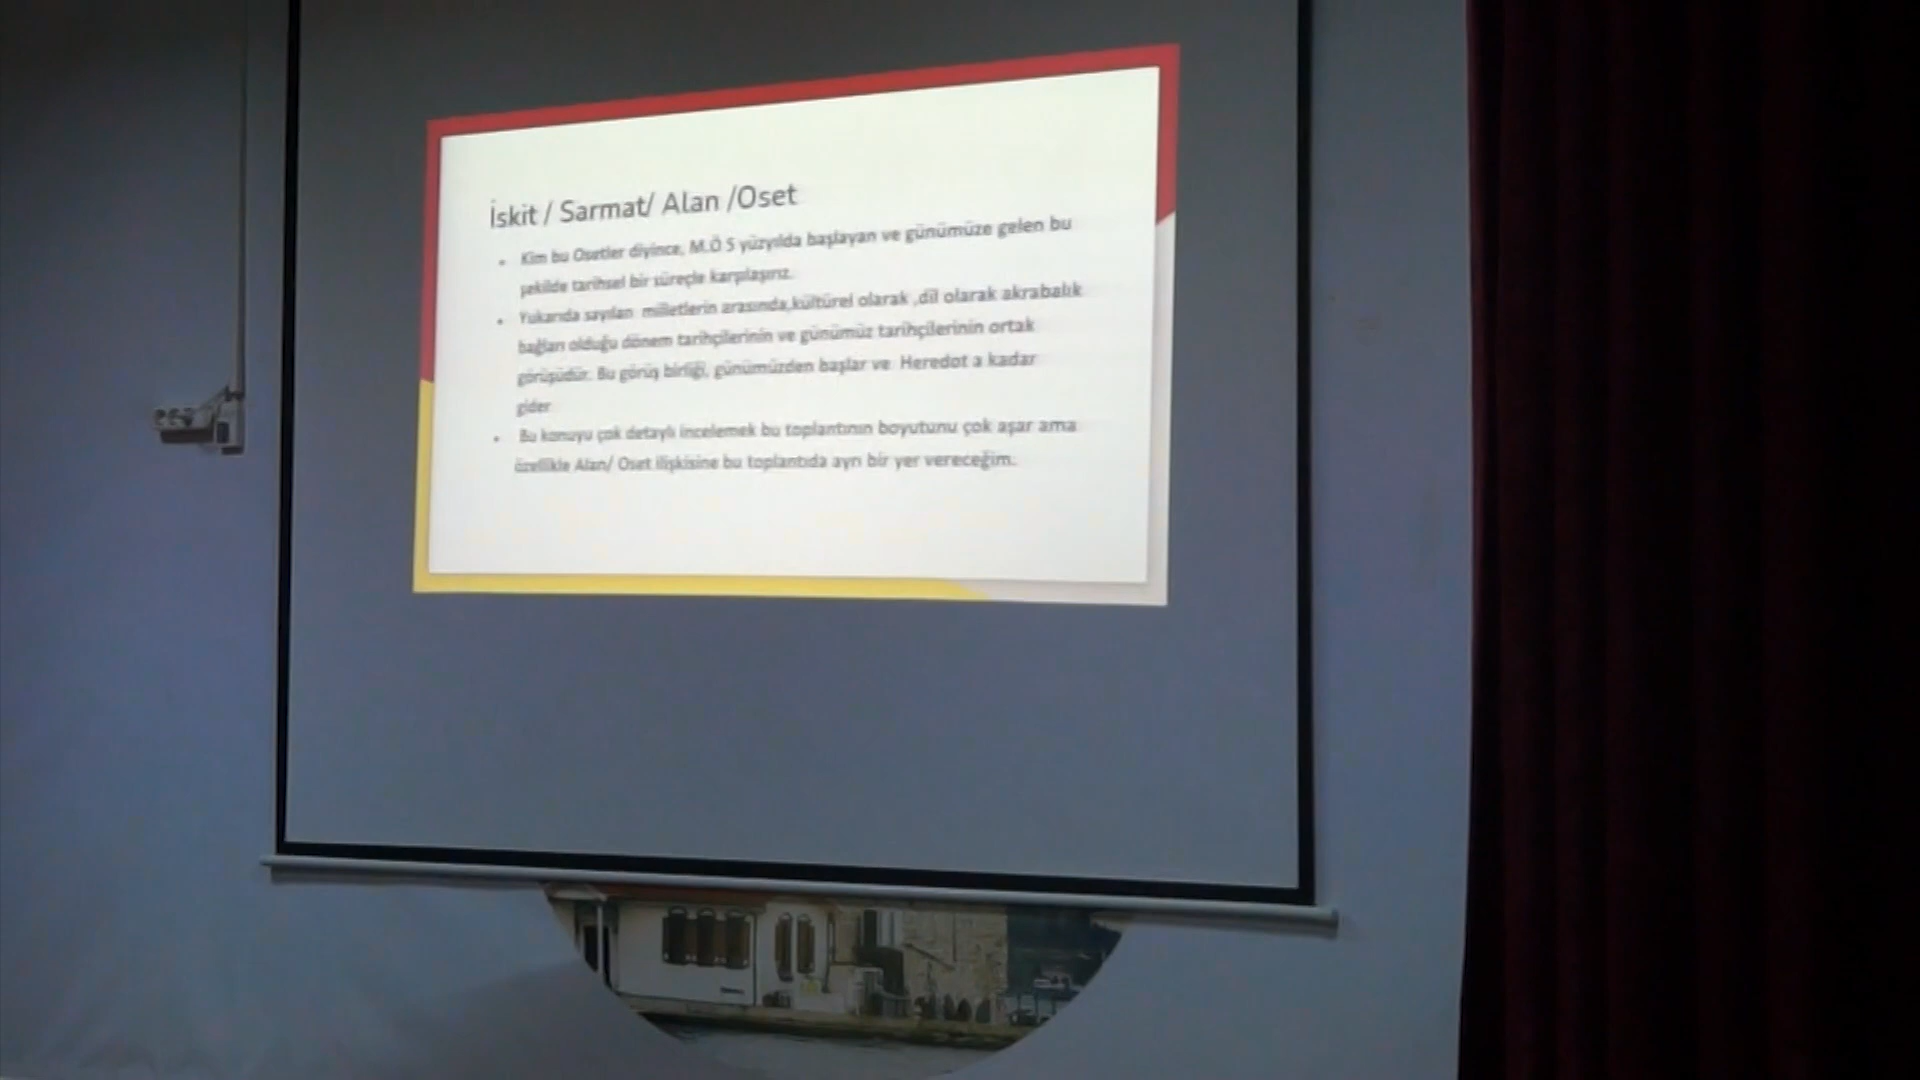 İskit / Sarmat/ Alan /Oset
• Kim bu Osetler diyince, M.Ö 5 yüzyılda başlayan ve günümüze gelen bu
şekilde tarihsel bir süreçle karşılaşırız.
• Yukarıda sayılan milletlerin arasında,kültürel olarak ,dil olarak akrabalık
bağları olduğu dönem tarihçilerinin ve günümüz tarihçilerinin ortak
görüşüdür. Bu görüş birliği, günümüzden başlar ve Heredot a kadar
gider
• Bu konuyu çok detaylı incelemek bu toplantının boyutunu çok aşar ama
özellikle Alan/ Oset ilişkisine bu toplantıda ayrı bir yer vereceğim.